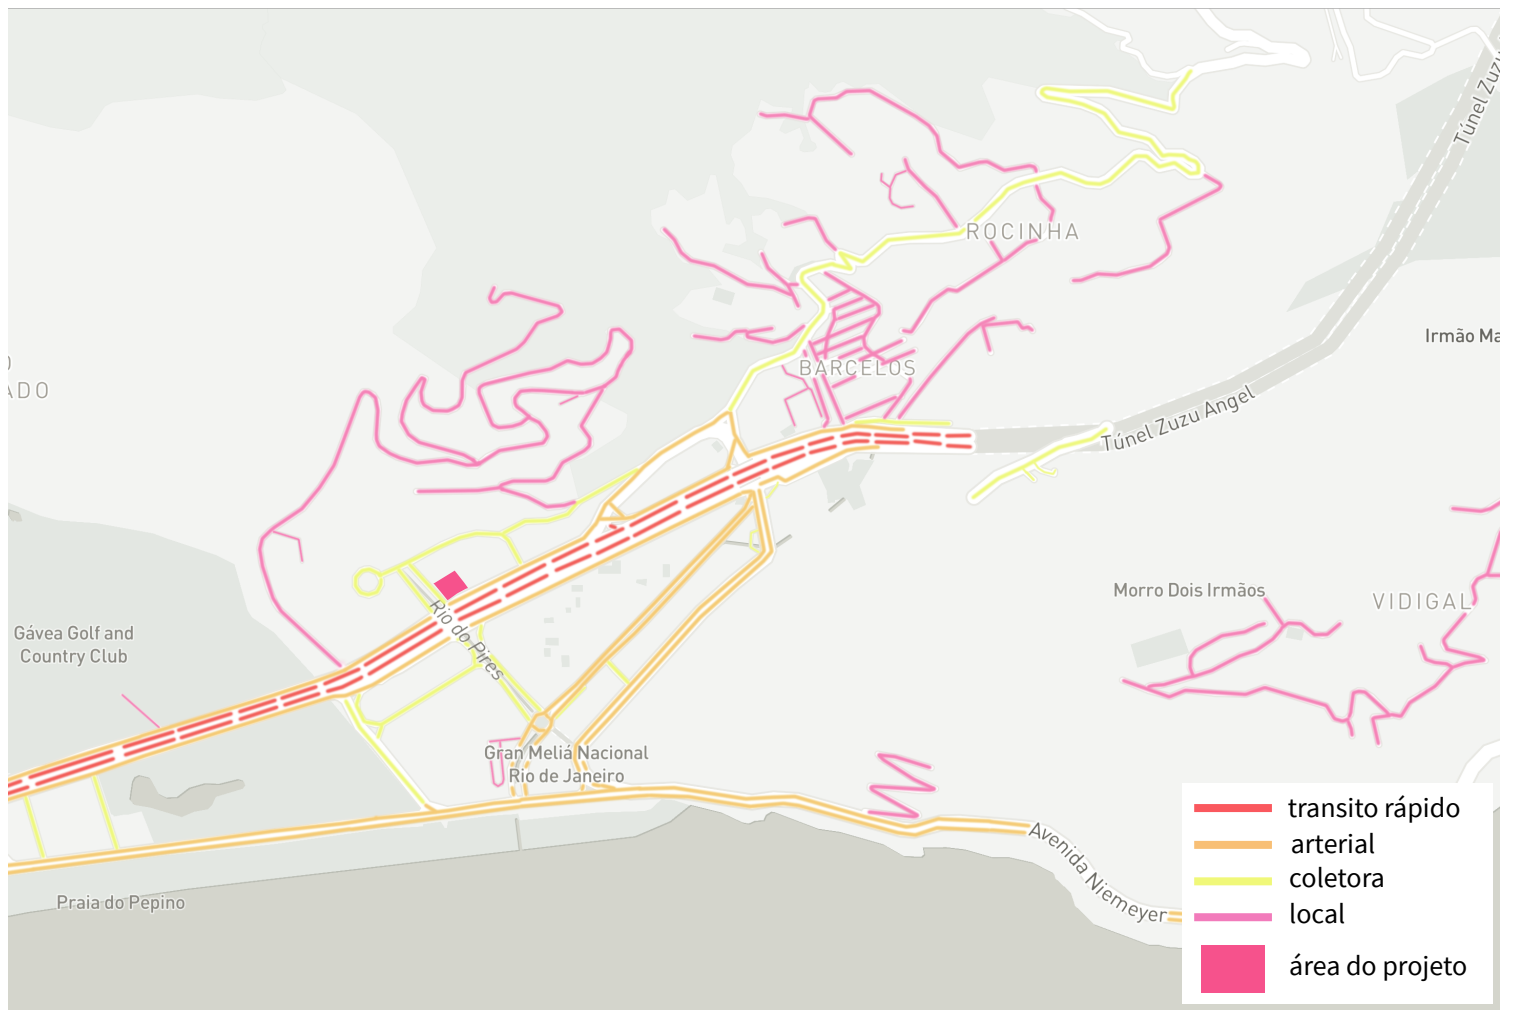 Túnel Zuzu
ROCINHA
Irmão Ma
ADO
BARCELOS
Túnel Zuzu Angel
Rio do Pires
Morro Dois Irmãos
VIDIGAL
Gávea Golf and
Country Club
Gran Meliá Nacional
Rio de Janeiro
Avenida Niemeyer
Praia do Pepino
transito rápido
arterial
coletora
local
área do projeto